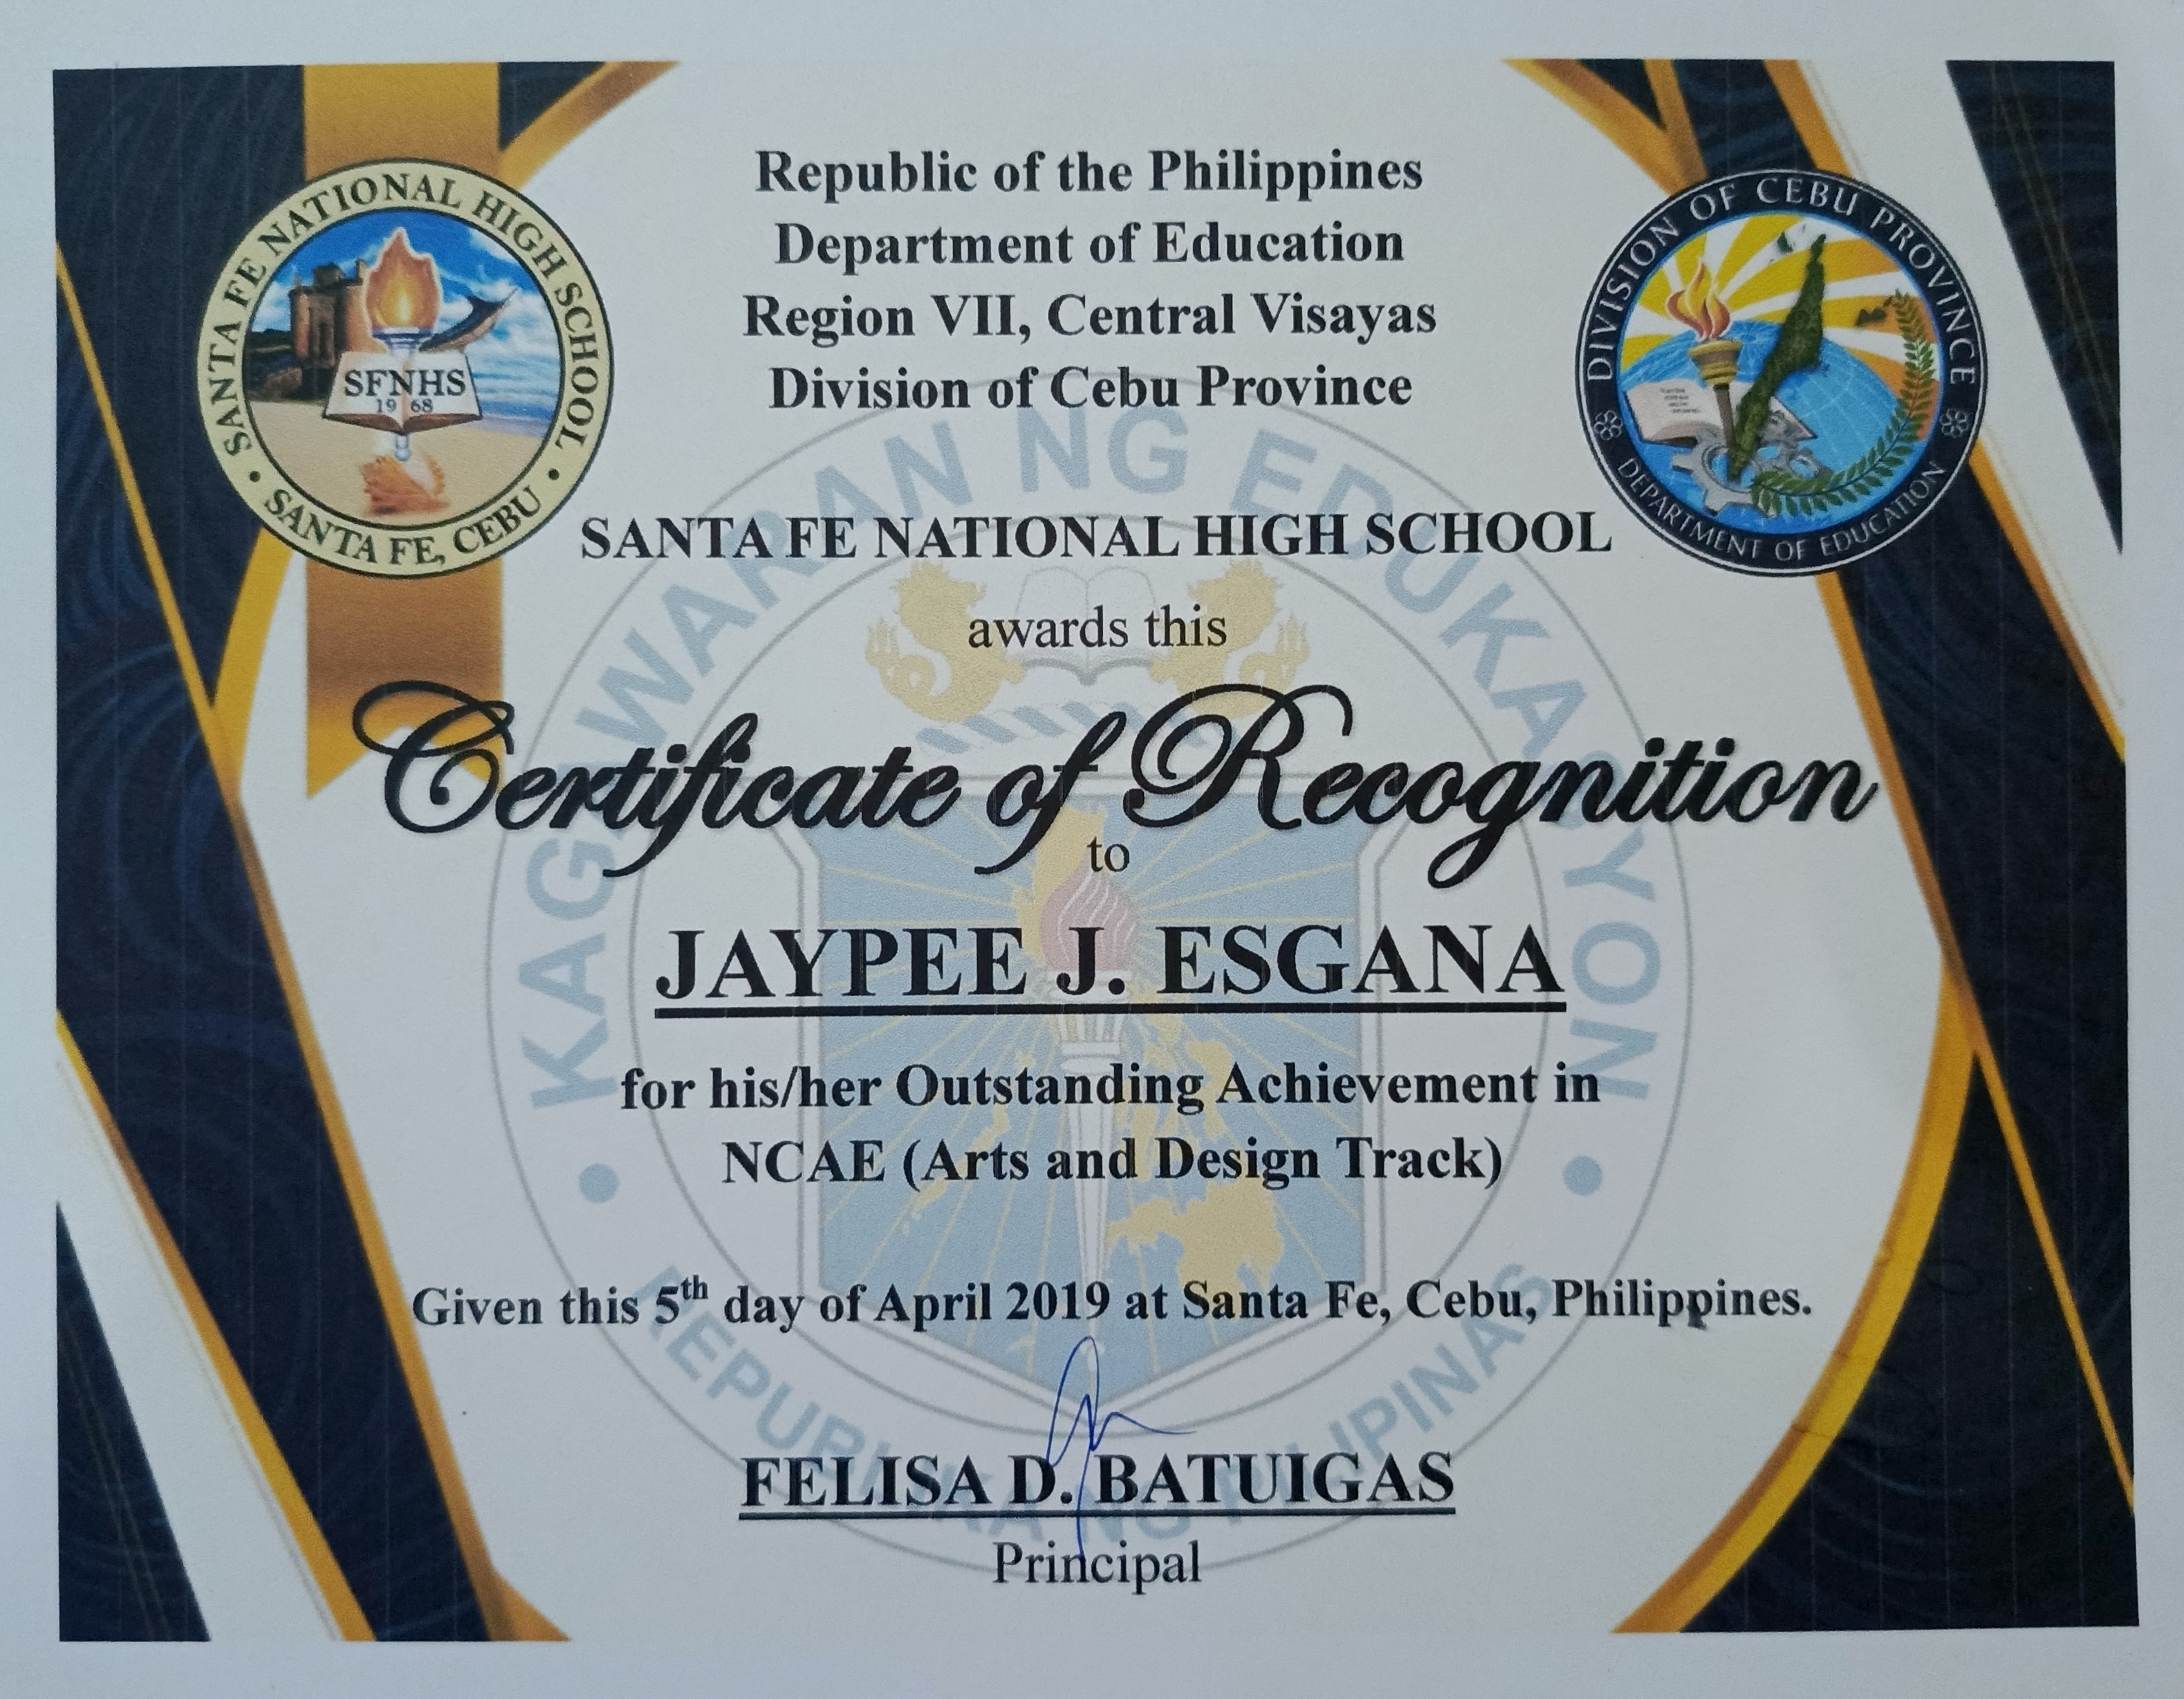 Republic of the Philippines
Department of Education
Region VII, Central Visayas
Division of Cebu Province
SANTA FE NATIONAL HIGH SCHOOL
SANTA FE, CEBU
SFNHS
19 68
DIVISION OF CEBU PROVINCE
DEPARTMENT OF EDUCATION
KAGAWARAN NG EDUKASYON
SANTA FE NATIONAL HIGH SCHOOL
awards this
Certificate of Recognition
to
JAYPEE J. ESGANA
for his/her Outstanding Achievement in
NCAE (Arts and Design Track)
Given this 5th day of April 2019 at Santa Fe, Cebu, Philippines.
FELISA D. BATUIGAS
Principal
REPUBLIKA NG PILIPINAS